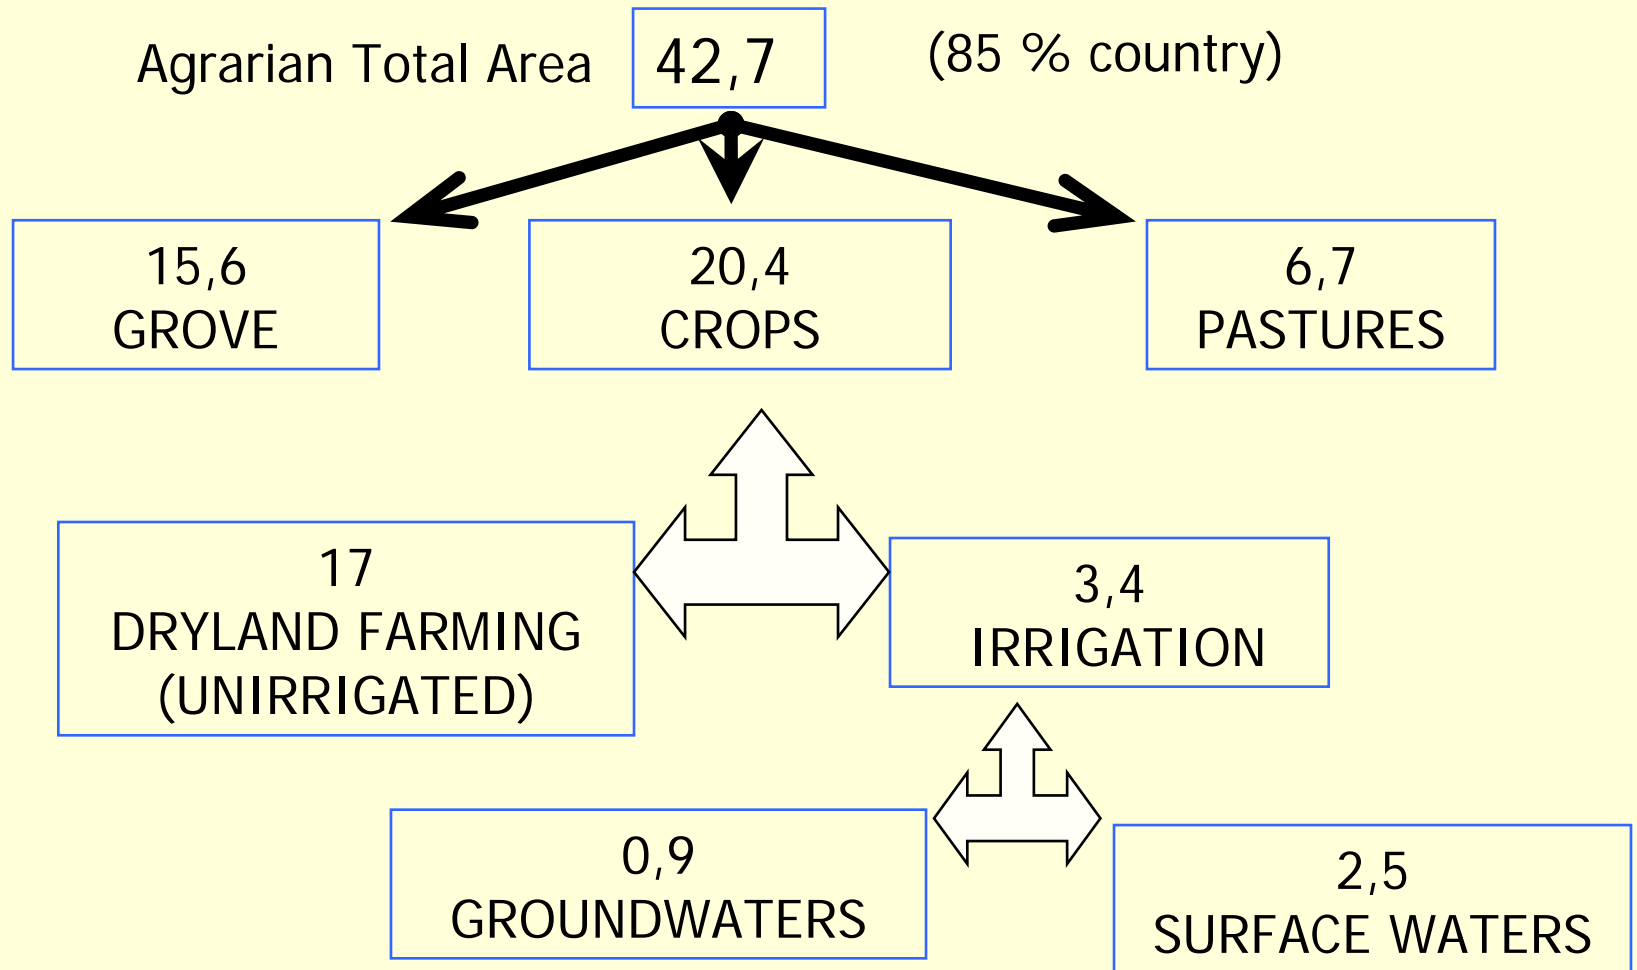 Agrarian Total Area 42,7 (85 % country)
15,6
GROVE
20,4
CROPS
6,7
PASTURES
17
DRYLAND FARMING
(UNIRRIGATED)
3,4
IRRIGATION
0,9
GROUNDWATERS
2,5
SURFACE WATERS